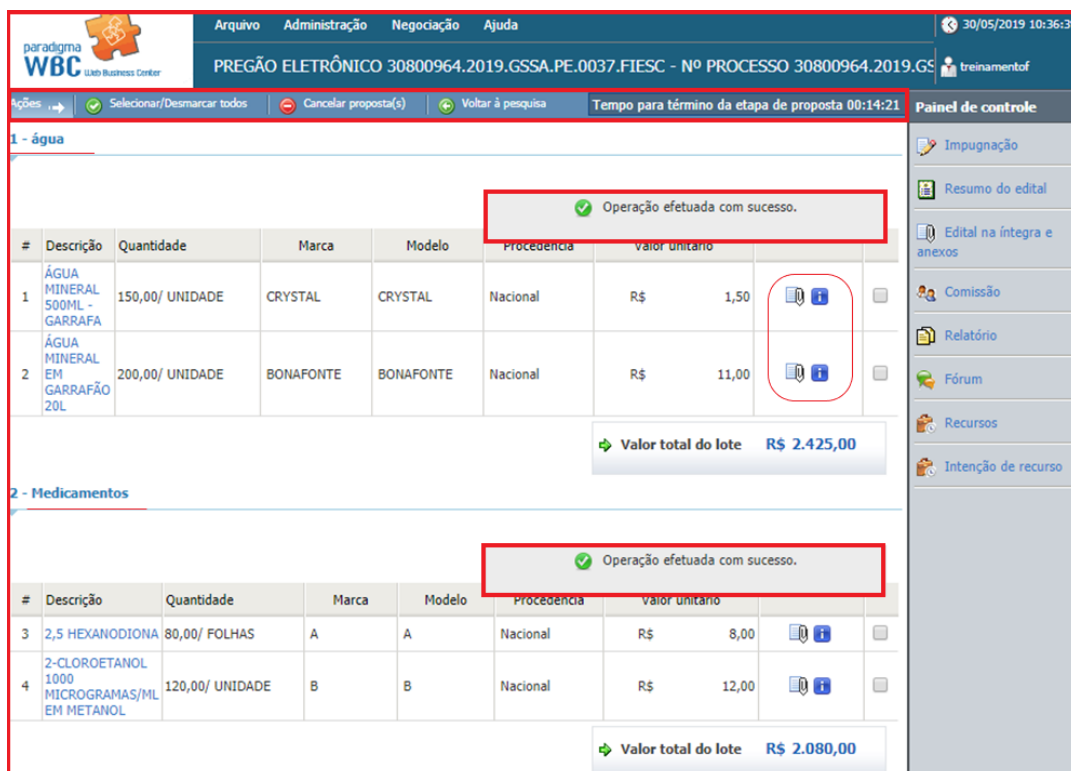 Arquivo Administração Negociação Ajuda
30/05/2019 10:36:3
paradigma
WBC Web Business Center
PREGÃO ELETRÔNICO 30800964.2019.GSSA.PE.0037.FIESC - Nº PROCESSO 30800964.2019.GS
treinamentof
Ações Selecionar/Desmarcar todos Cancelar proposta(s) Voltar à pesquisa Tempo para término da etapa de proposta 00:14:21
Painel de controle
Impugnação
Resumo do edital
Edital na íntegra e
anexos
Comissão
Relatório
Fórum
Recursos
Intenção de recurso
1 - água
Operação efetuada com sucesso.
# Descrição Quantidade Marca Modelo Procedência Valor unitário
1 ÁGUA
MINERAL
500ML -
GARRAFA
150,00/ UNIDADE CRYSTAL CRYSTAL Nacional R$ 1,50
2 ÁGUA
MINERAL
EM
GARRAFÃO
20L
200,00/ UNIDADE BONAFONTE BONAFONTE Nacional R$ 11,00
Valor total do lote R$ 2.425,00
2 - Medicamentos
Operação efetuada com sucesso.
# Descrição Quantidade Marca Modelo Procedência Valor unitário
3 2,5 HEXANODIONA 80,00/ FOLHAS A A Nacional R$ 8,00
4 2-CLOROETANOL
1000
MICROGRAMAS/ML
EM METANOL
120,00/ UNIDADE B B Nacional R$ 12,00
Valor total do lote R$ 2.080,00